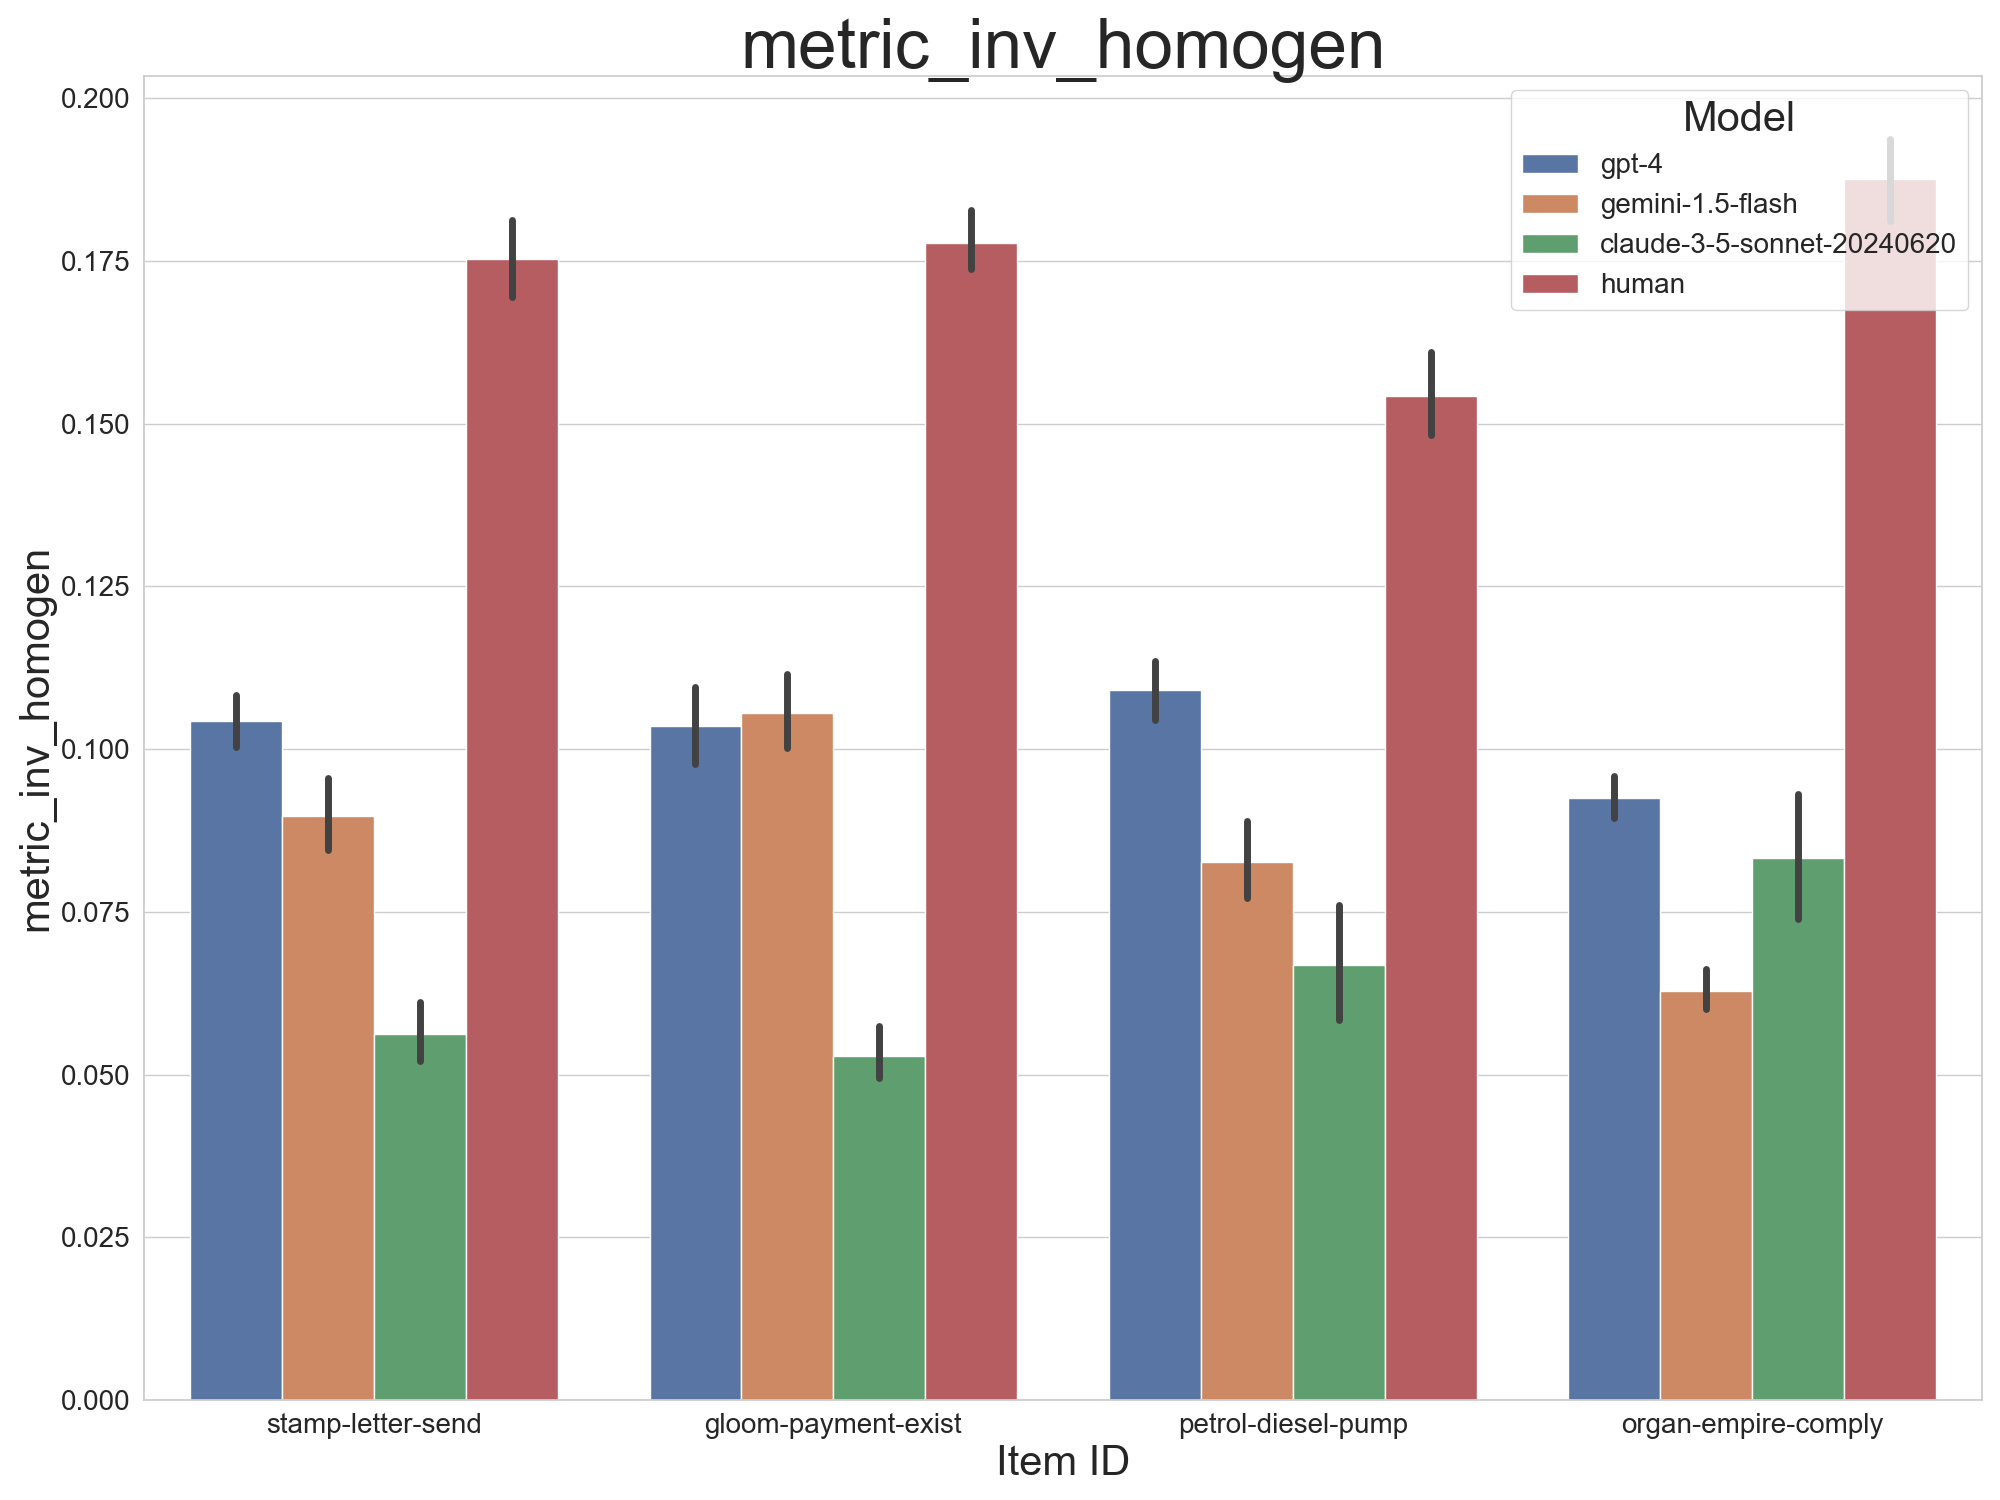 metric_inv_homogen
Model
gpt-4
gemini-1.5-flash
claude-3-5-sonnet-20240620
human
metric_inv_homogen
0.200
0.175
0.150
0.125
0.100
0.075
0.050
0.025
0.000
stamp-letter-send
gloom-payment-exist
petrol-diesel-pump
organ-empire-comply
Item ID